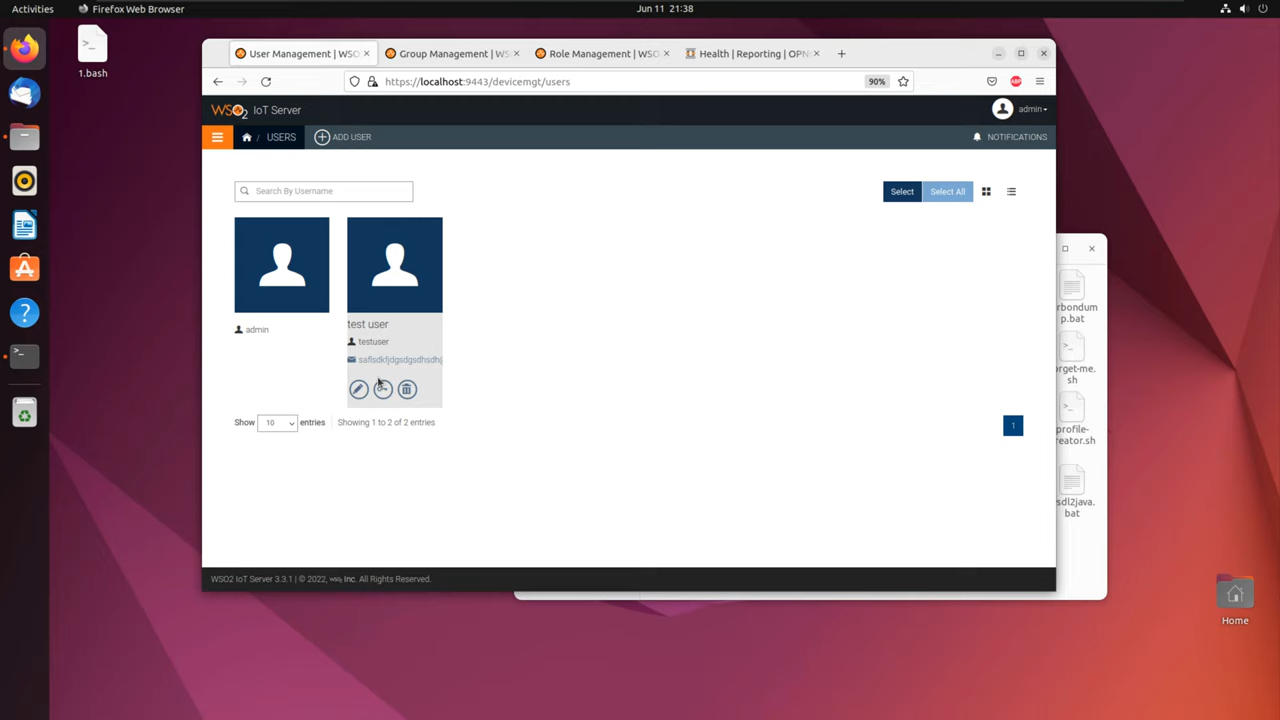 Activities
Firefox Web Browser
Jun 11 21:38
1.bash
User Management | WSO
Group Management | WS
Role Management | WSO
Health | Reporting | OPN
https://localhost:9443/devicemgt/users
90%
ABP
WSO2 IoT Server
admin
/ USERS
ADD USER
NOTIFICATIONS
Search By Username
Select
Select All
admin
test user
testuser
Show 10 entries
Showing 1 to 2 of 2 entries
1
WSO2 IoT Server 3.3.1 | © 2022, WSO2 Inc. All Rights Reserved.
rbondum
p.bat
orget-me.
sh
profile-
reator.sh
sdl2java.
bat
Home